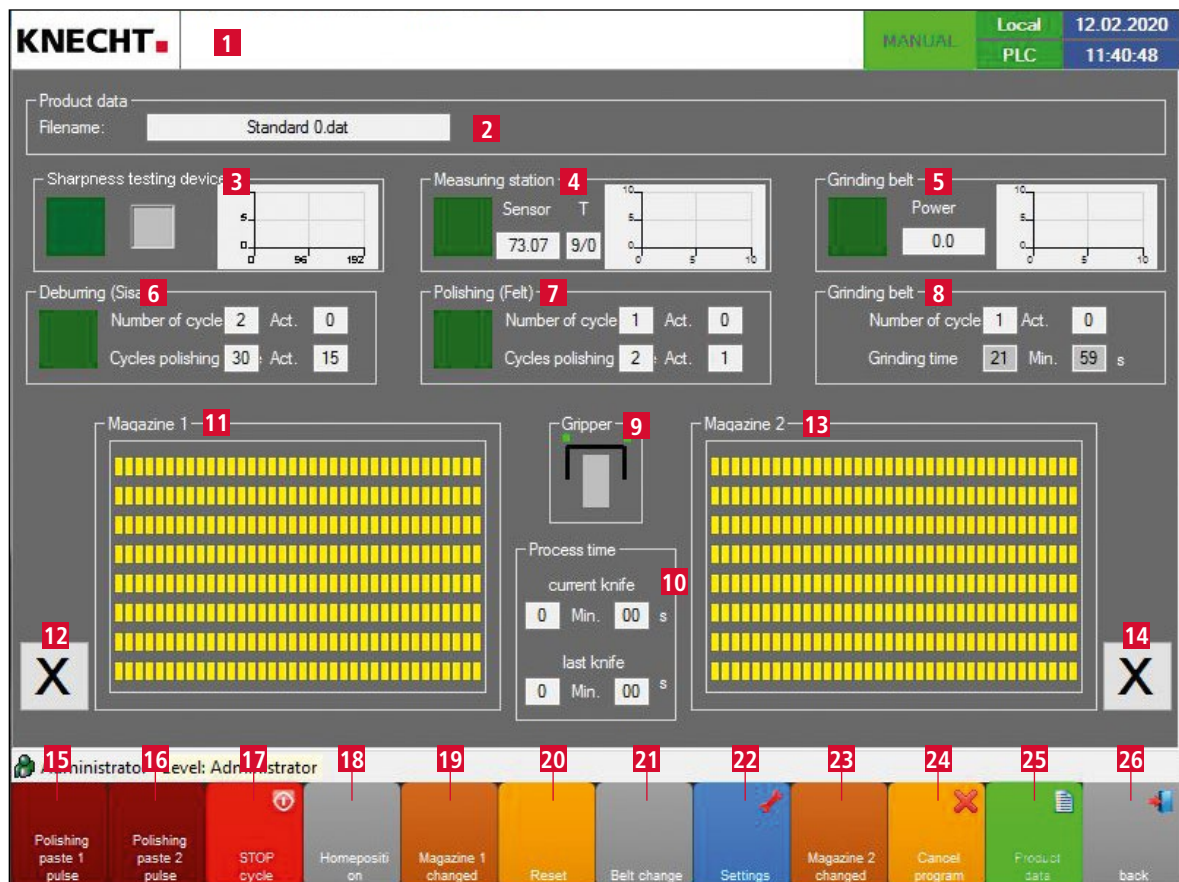 KNECHT
1
MANUAL
Local
PLC
12.02.2020
11:40:48
Product data
Filename:
Standard 0.dat
2
Sharpness testing device
3
5
0
0
96
192
Measuring station
4
Sensor
T
73.07
9/0
10
5
0
0
5
10
Grinding belt
5
Power
0.0
10
5
0
0
5
10
Deburring (Sisa
6
Number of cycle
2
Act.
0
Cycles polishing
30
Act.
15
Polishing (Felt)
7
Number of cycle
1
Act.
0
Cycles polishing
2
Act.
1
Grinding belt
8
Number of cycle
1
Act.
0
Grinding time
21
Min.
59
s
Magazine 1
11
Gripper
9
Magazine 2
13
Process time
10
current knife
0 Min. 00 s
last knife
0 Min. 00 s
12
X
14
X
Administrator Level: Administrator
15
16
17
18
19
20
21
22
23
24
25
26
Polishing
paste 1
pulse
Polishing
paste 2
pulse
STOP
cycle
Homepositi
on
Magazine 1
changed
Reset
Belt change
Settings
Magazine 2
changed
Cancel
program
Product
data
back